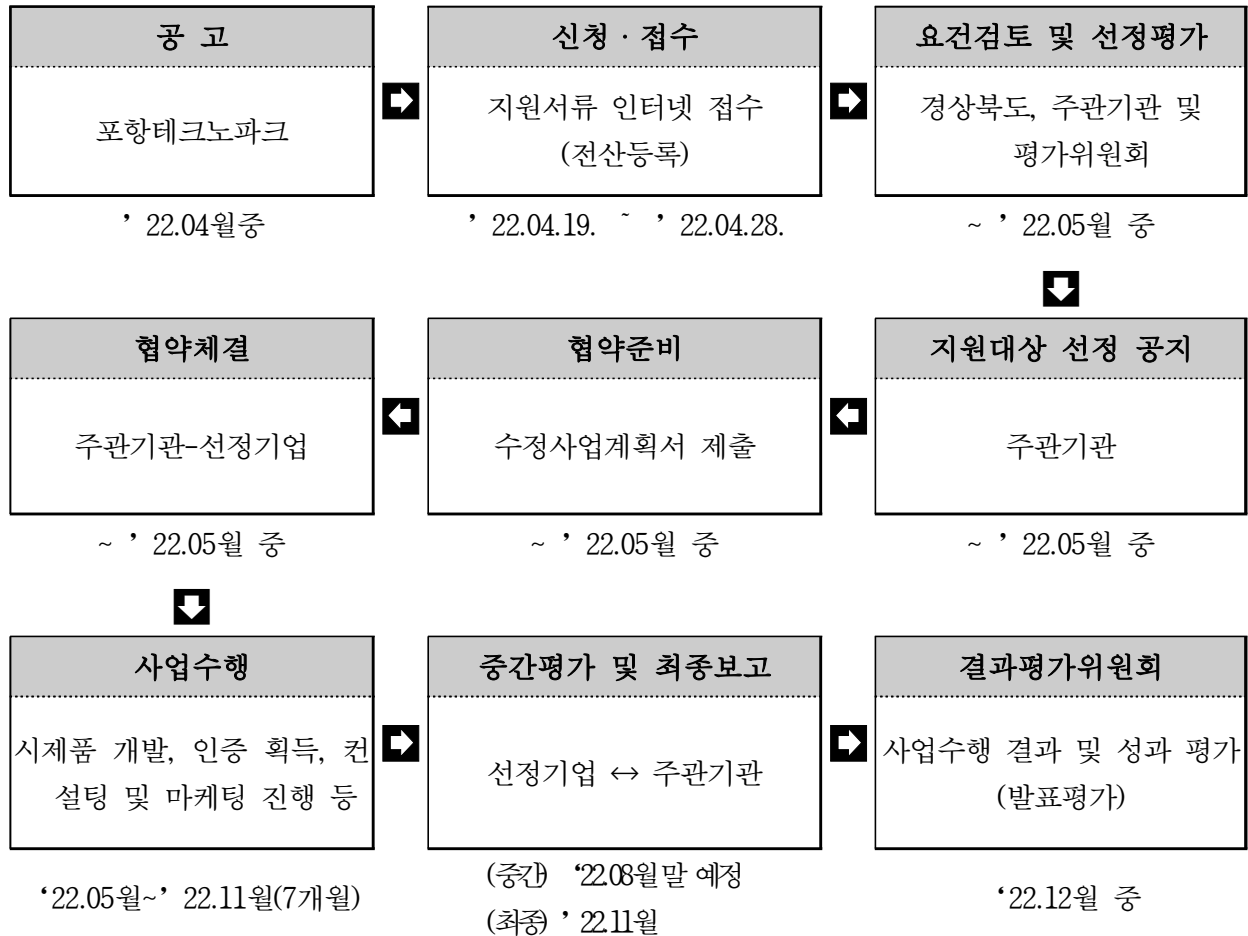 공 고
포항테크노파크
’ 22.04월중
신청ㆍ접수
지원서류 인터넷 접수
(전산등록)
’ 22.04.19. ~ ’ 22.04.28.
요건검토 및 선정평가
경상북도, 주관기관 및
평가위원회
~ ’ 22.05월 중
지원대상 선정 공지
주관기관
~ ’ 22.05월 중
협약준비
수정사업계획서 제출
~ ’ 22.05월 중
협약체결
주관기관-선정기업
~ ’ 22.05월 중
사업수행
시제품 개발, 인증 획득, 컨
설팅 및 마케팅 진행 등
‘22.05월~’ 22.11월(7개월)
중간평가 및 최종보고
선정기업 ↔ 주관기관
(중간) ‘22.08월말 예정
(최종) ’ 22.11월
결과평가위원회
사업수행 결과 및 성과 평가
(발표평가)
‘22.12월 중